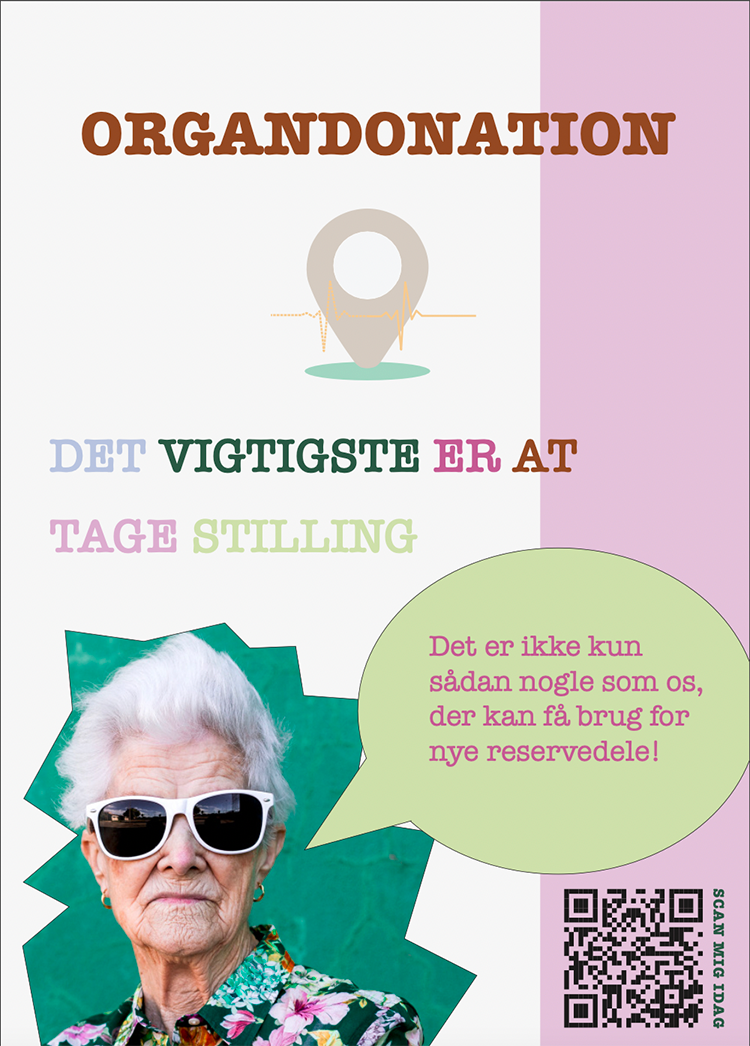 ORGANDONATION
DET VIGTIGSTE ER AT
TAGE STILLING
Det er ikke kun
sådan nogle som os,
der kan få brug for
nye reservedele!
SCAN MIG IDAG